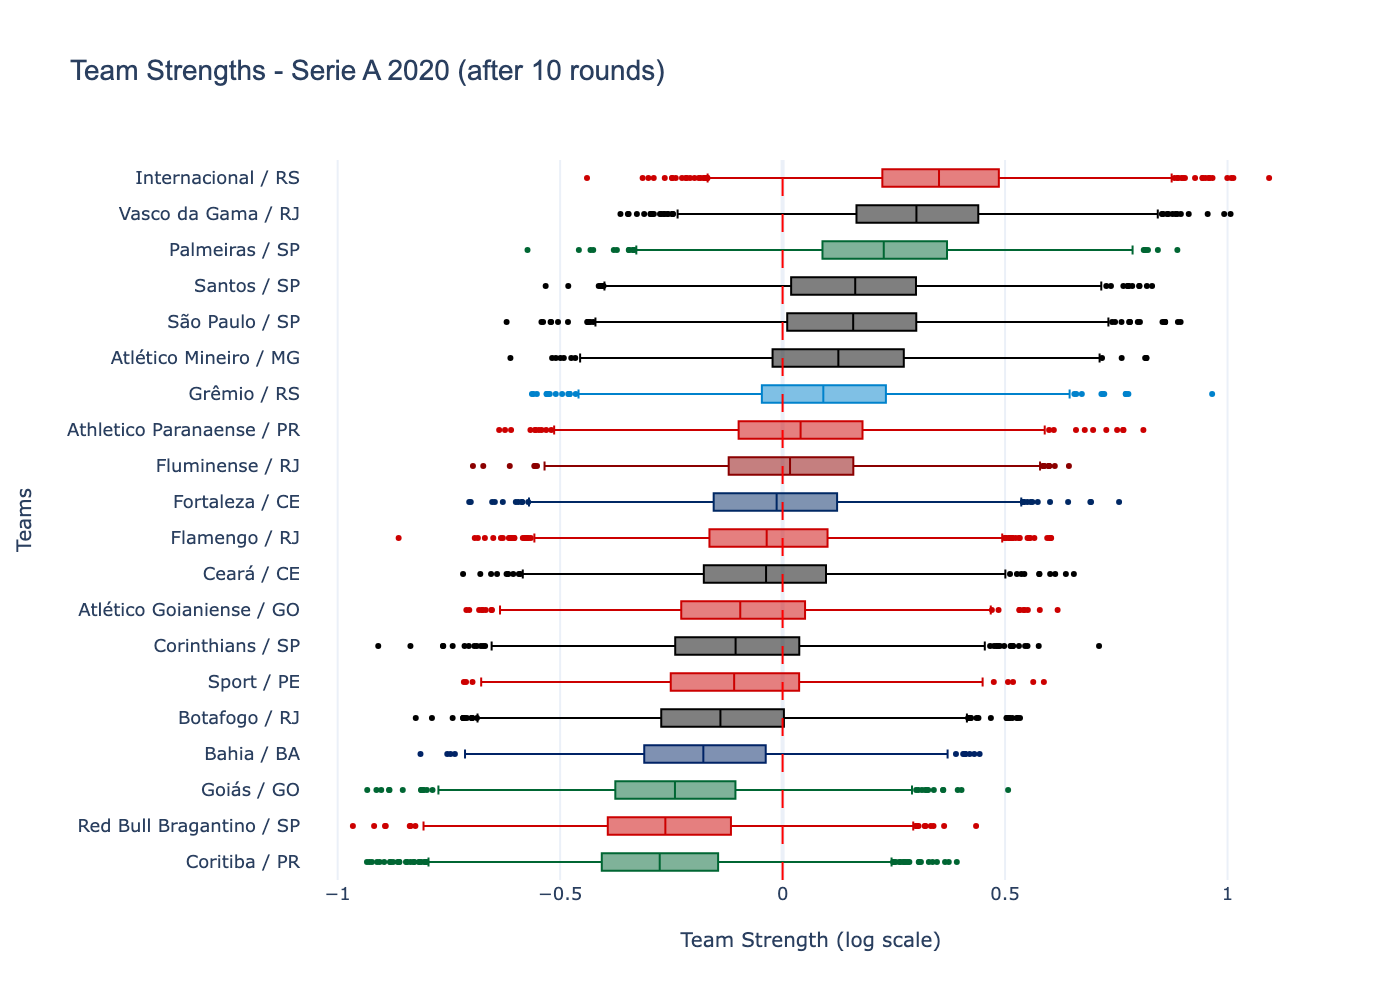 Team Strengths - Serie A 2020 (after 10 rounds)
Internacional / RS
Vasco da Gama / RJ
Palmeiras / SP
Santos / SP
São Paulo / SP
Atlético Mineiro / MG
Grêmio / RS
Athletico Paranaense / PR
Fluminense / RJ
Fortaleza / CE
Flamengo / RJ
Ceará / CE
Atlético Goianiense / GO
Corinthians / SP
Sport / PE
Botafogo / RJ
Bahia / BA
Goiás / GO
Red Bull Bragantino / SP
Coritiba / PR
Teams
−1 −0.5 0 0.5 1
Team Strength (log scale)